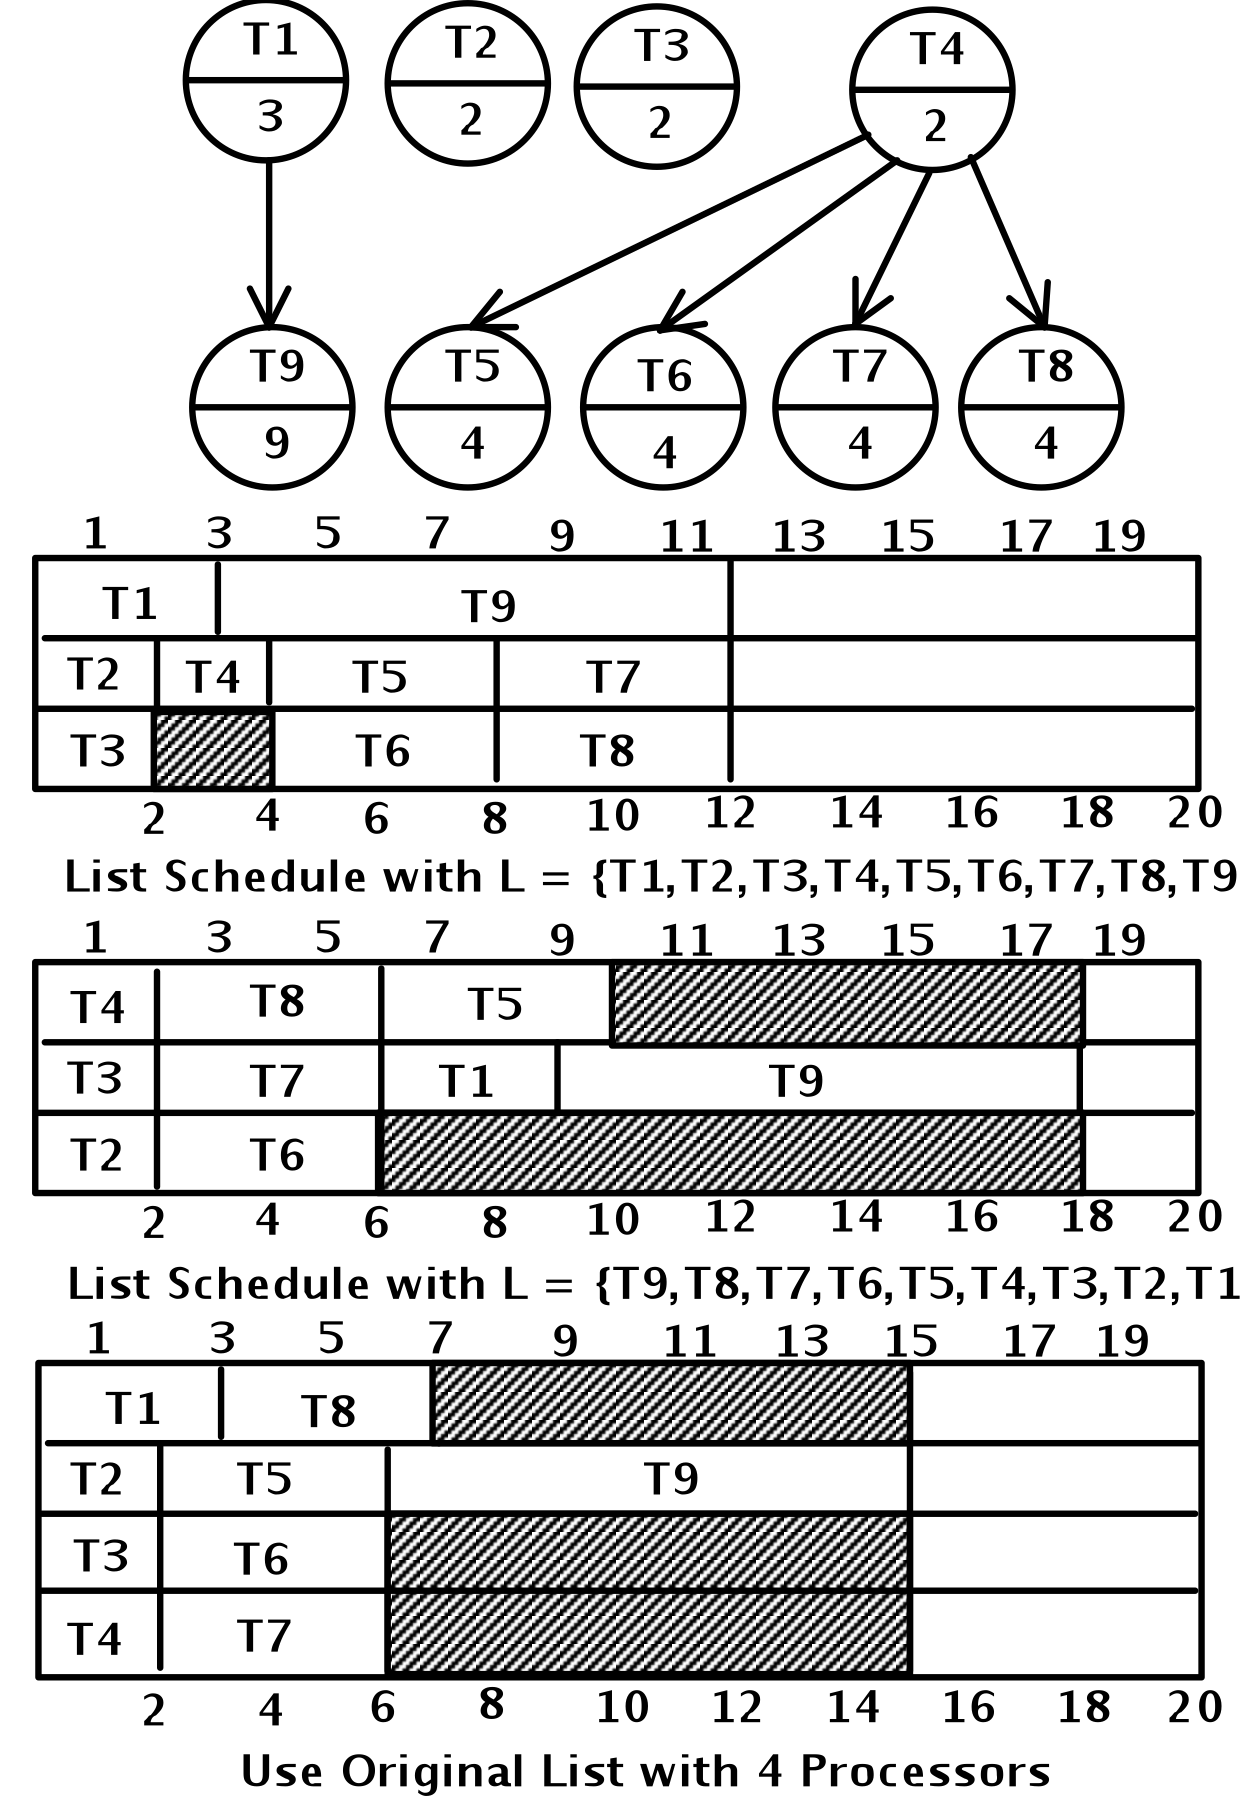 T1 T2 T3 T4
3 2 2 2
T9 T5 T6 T7 T8
9 4 4 4 4
1 3 5 7 9 11 13 15 17 19
T1 T9
T2 T4 T5 T7
T3 T6 T8
2 4 6 8 10 12 14 16 18 20
List Schedule with L = {T1,T2,T3,T4,T5,T6,T7,T8,T9
1 3 5 7 9 11 13 15 17 19
T4 T8 T5
T3 T7 T1 T9
T2 T6
2 4 6 8 10 12 14 16 18 20
List Schedule with L = {T9,T8,T7,T6,T5,T4,T3,T2,T1
1 3 5 7 9 11 13 15 17 19
T1 T8
T2 T5 T9
T3 T6
T4 T7
2 4 6 8 10 12 14 16 18 20
Use Original List with 4 Processors